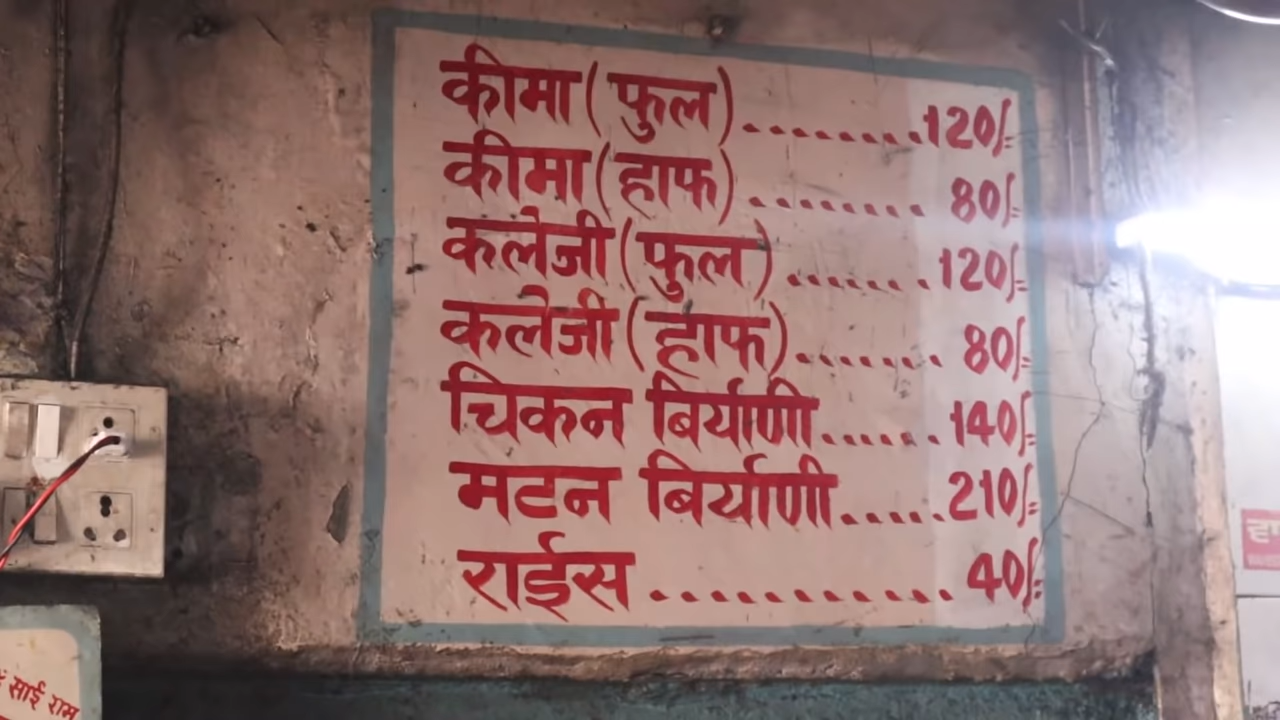 कीमा (फुल)........120/-
कीमा (हाफ)........ 80/-
कलेजी (फुल) .......120/-
कलेजी (हाफ)....... 80/-
चिकन बिर्याणी...... 140/-
मटन बिर्याणी.....210/-
राईस ........... 40/-
साई राम